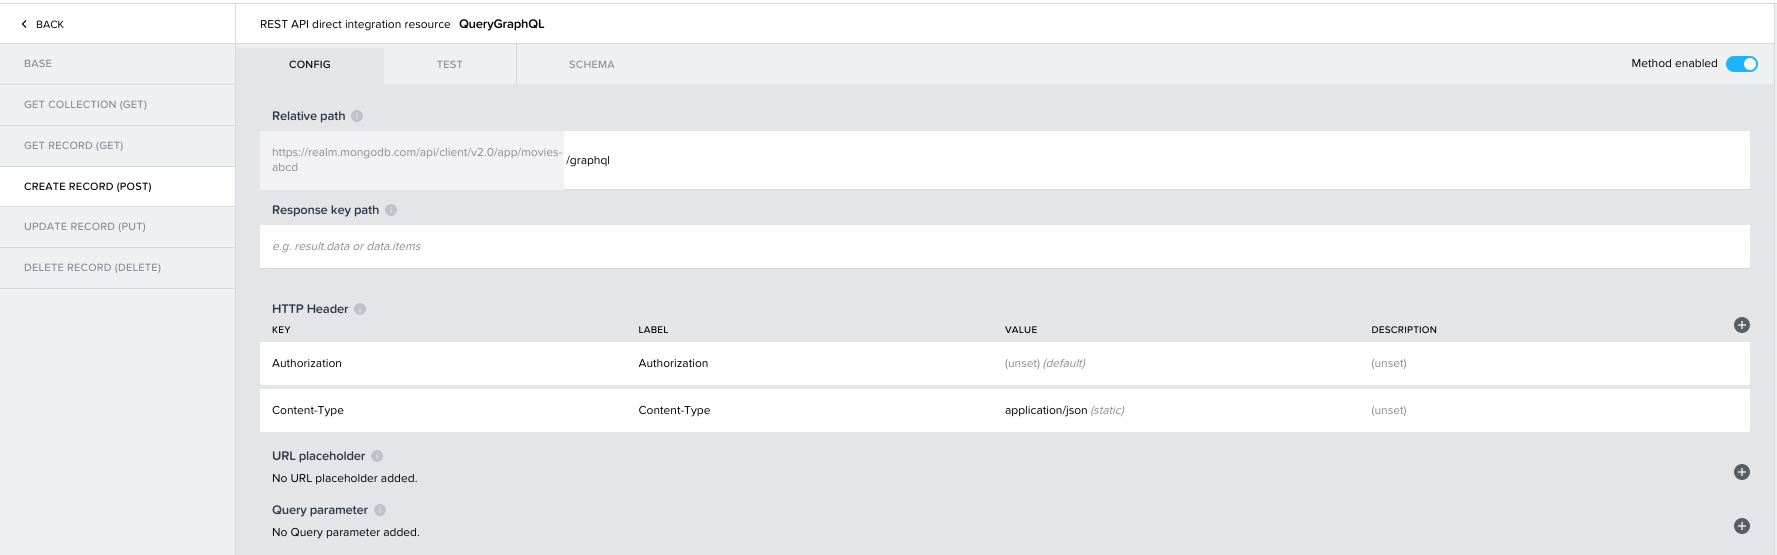 BACK
REST API direct integration resource QueryGraphQL
BASE
GET COLLECTION (GET)
GET RECORD (GET)
CREATE RECORD (POST)
UPDATE RECORD (PUT)
DELETE RECORD (DELETE)
CONFIG TEST SCHEMA Method enabled
Relative path
https://realm.mongodb.com/api/client/v2.0/app/movies-
abcd
/graphql
Response key path
e.g. result.data or data.items
HTTP Header
KEY LABEL VALUE DESCRIPTION
Authorization Authorization (unset) (default) (unset)
Content-Type Content-Type application/json (static) (unset)
URL placeholder
No URL placeholder added.
Query parameter
No Query parameter added.